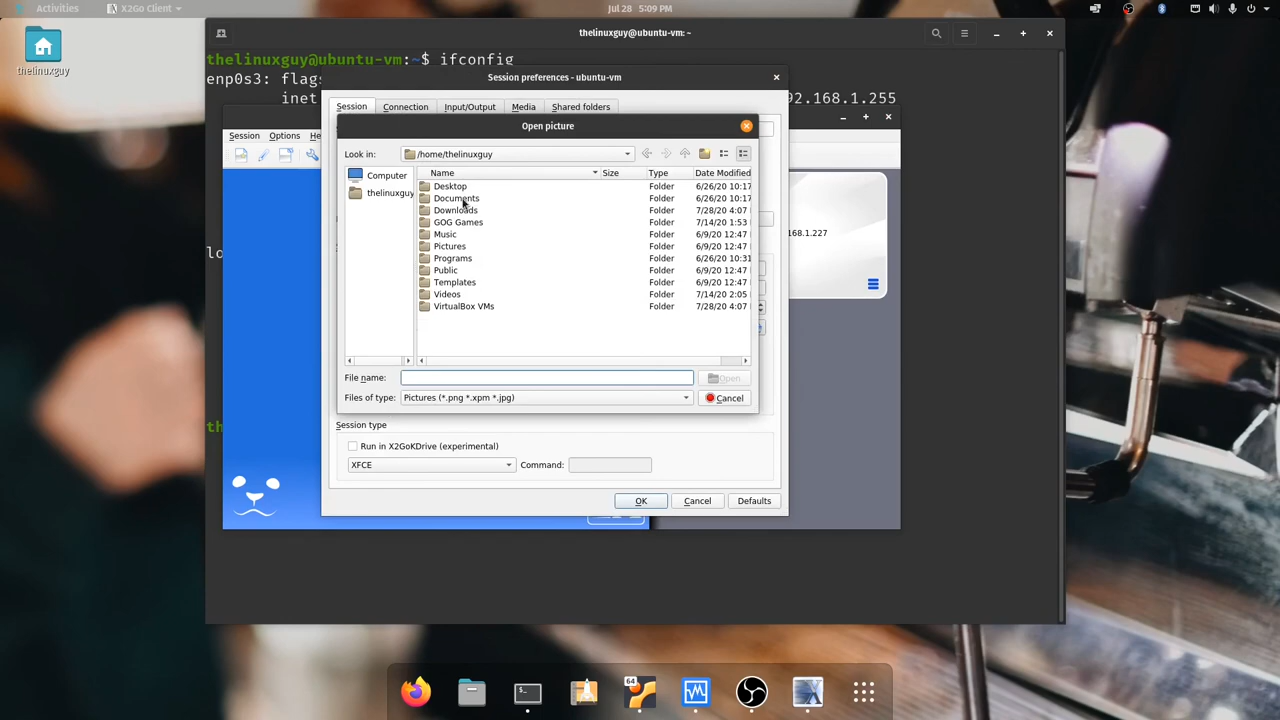 Activities
X2Go Client
Jul 28 5:09 PM
thelinuxguy
thelinuxguy@ubuntu-vm: ~
thelinuxguy@ubuntu-vm:~$ ifconfig
enp0s3: flags
inet
92.168.1.255
lo
th
Session Options He
168.1.227
Session preferences - ubuntu-vm
Session Connection Input/Output Media Shared folders
Open picture
Look in: /home/thelinuxguy
Computer
thelinuxguy
Name Size Type Date Modified
Desktop Folder 6/26/20 10:17
Documents Folder 6/26/20 10:17
Downloads Folder 7/28/20 4:07
GOG Games Folder 7/14/20 1:53
Music Folder 6/9/20 12:47
Pictures Folder 6/9/20 12:47
Programs Folder 6/26/20 10:31
Public Folder 6/9/20 12:47
Templates Folder 6/9/20 12:47
Videos Folder 7/14/20 2:05
VirtualBox VMs Folder 7/28/20 4:07
File name:
Open
Files of type: Pictures (*.png *.xpm *.jpg)
Cancel
Session type
Run in X2GoKDrive (experimental)
XFCE Command:
OK Cancel Defaults
64